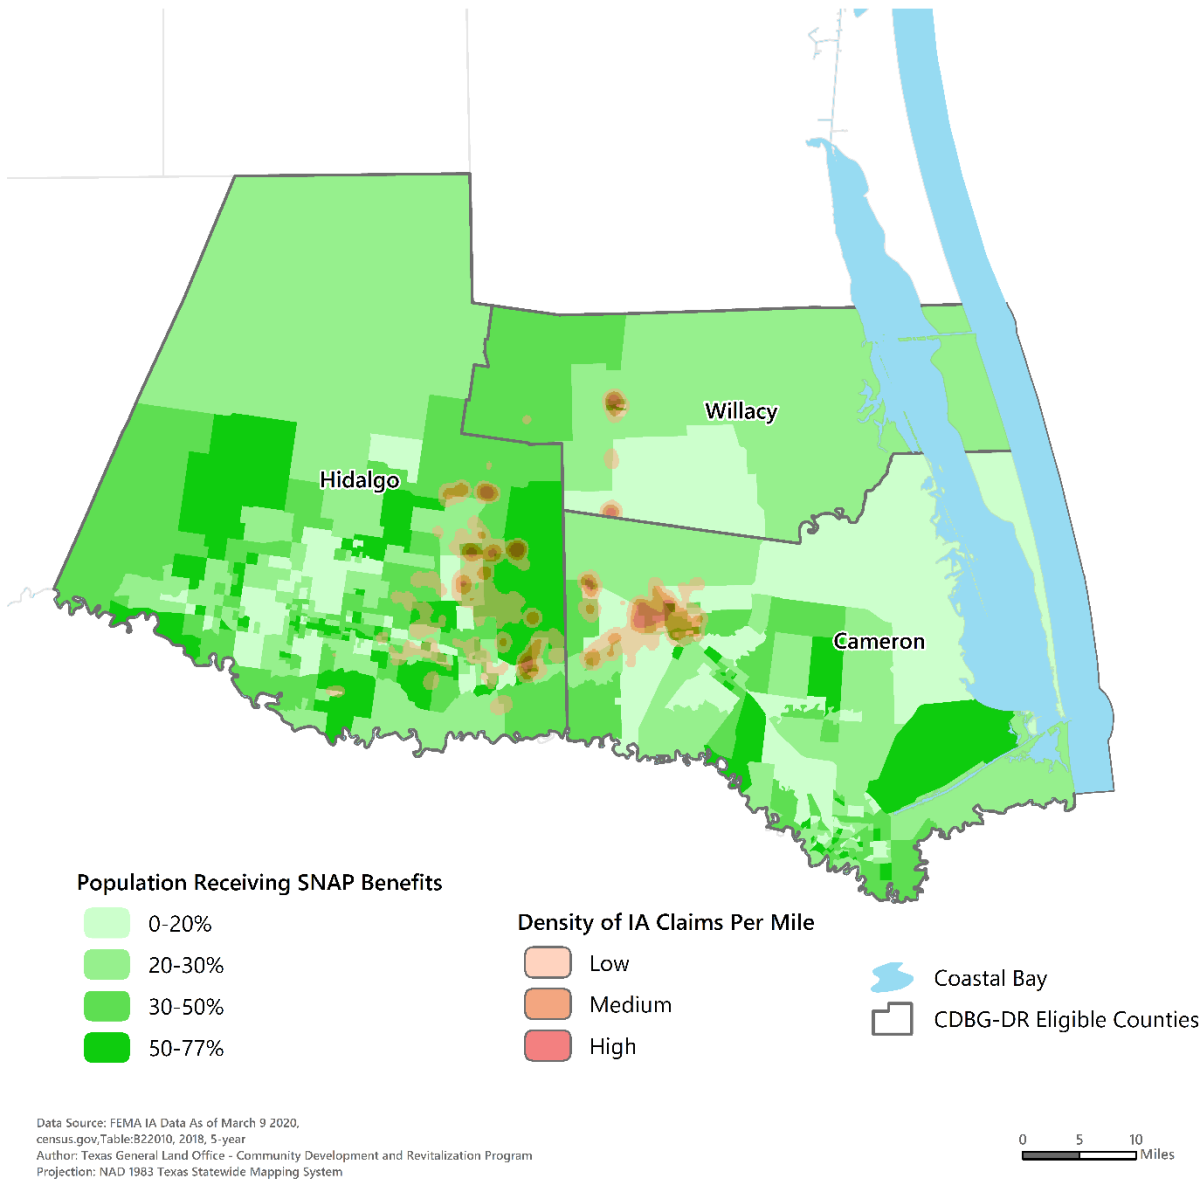 Willacy
Hidalgo
Cameron
Population Receiving SNAP Benefits
0-20%
20-30%
30-50%
50-77%
Density of IA Claims Per Mile
Low
Medium
High
Coastal Bay
CDBG-DR Eligible Counties
Data Source: FEMA IA Data As of March 9 2020,
census.gov,Table:B22010, 2018, 5-year
Author: Texas General Land Office - Community Development and Revitalization Program
Projection: NAD 1983 Texas Statewide Mapping System
0 5 10
Miles